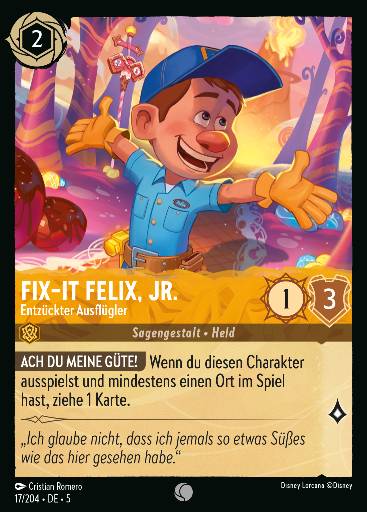 2
FIX-IT FELIX, JR.
Entzückter Ausflügler
1
3
Sagengestalt • Held
ACH DU MEINE GÜTE! Wenn du diesen Charakter
ausspielst und mindestens einen Ort im Spiel
hast, ziehe 1 Karte.
„Ich glaube nicht, dass ich jemals so etwas Süßes
wie das hier gesehen habe.“
Cristian Romero
Disney Lorcana ©Disney
17/204 • DE • 5